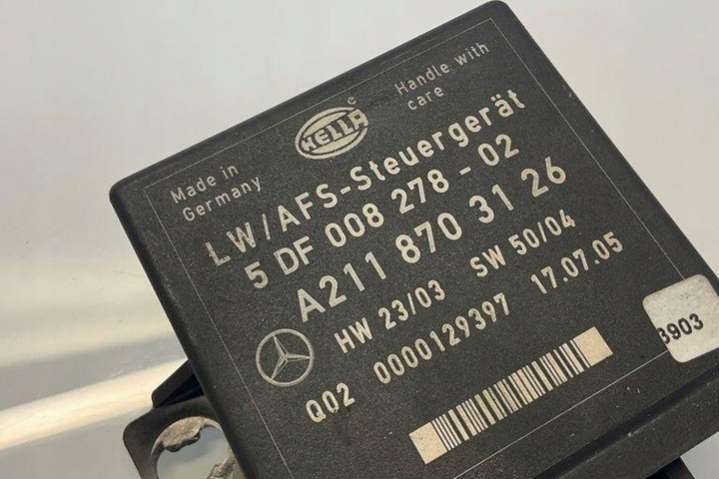 Made in
Germany
HELLA
Handle with
care
LW/AFS-Steuergerät
5 DF 008 278 - 02
A211 870 31 26
HW 23/03 SW 50/04
Q02 0000129397 17.07.05
3903